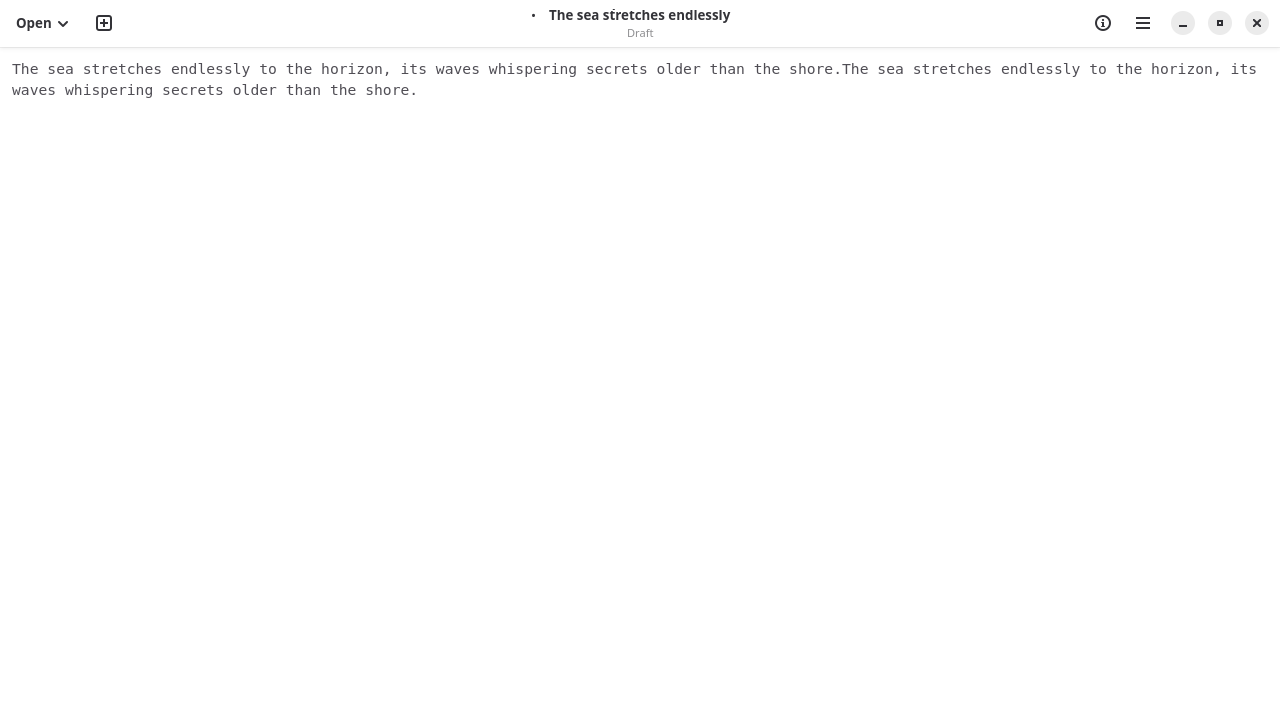 Open
• The sea stretches endlessly
Draft
The sea stretches endlessly to the horizon, its waves whispering secrets older than the shore.The sea stretches endlessly to the horizon, its
waves whispering secrets older than the shore.